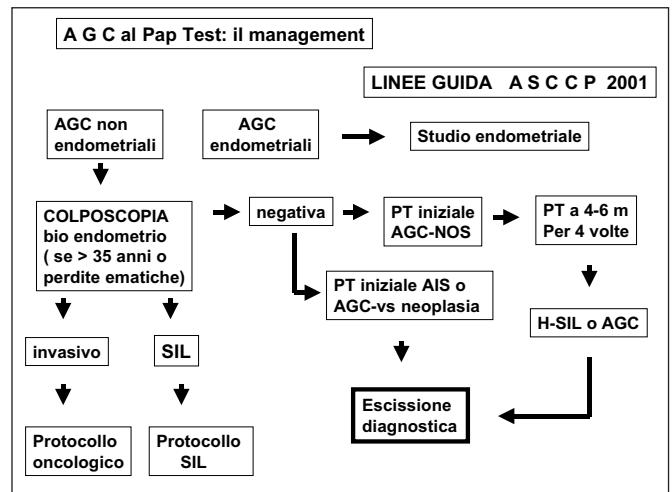 A G C al Pap Test: il management
LINEE GUIDA A S C C P 2001
AGC non
endometriali
AGC
endometriali
Studio endometriale
COLPOSCOPIA
bio endometrio
( se > 35 anni o
perdite ematiche)
negativa
PT iniziale
AGC-NOS
PT a 4-6 m
Per 4 volte
PT iniziale AIS o
AGC-vs neoplasia
H-SIL o AGC
invasivo
SIL
Escissione
diagnostica
Protocollo
oncologico
Protocollo
SIL